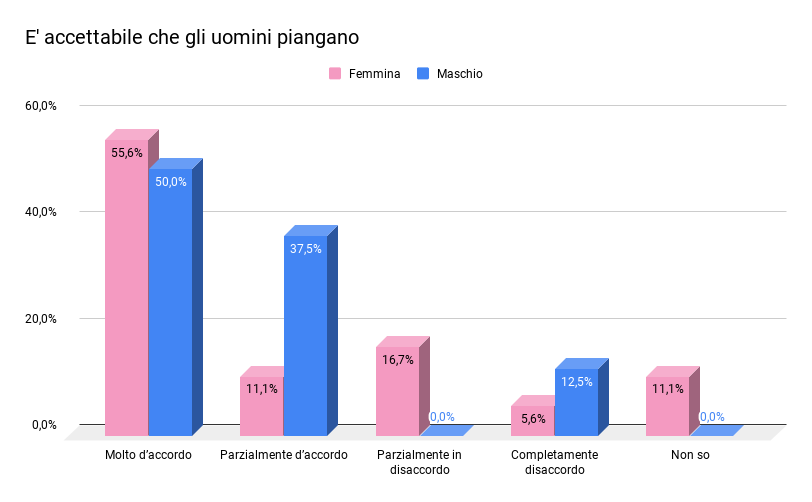 E' accettabile che gli uomini piangano
Femmina Maschio
60,0%
40,0%
20,0%
0,0%
55,6%
50,0%
11,1%
37,5%
16,7%
0,0%
5,6%
12,5%
11,1%
0,0%
Molto d’accordo
Parzialmente d’accordo
Parzialmente in
disaccordo
Completamente
disaccordo
Non so